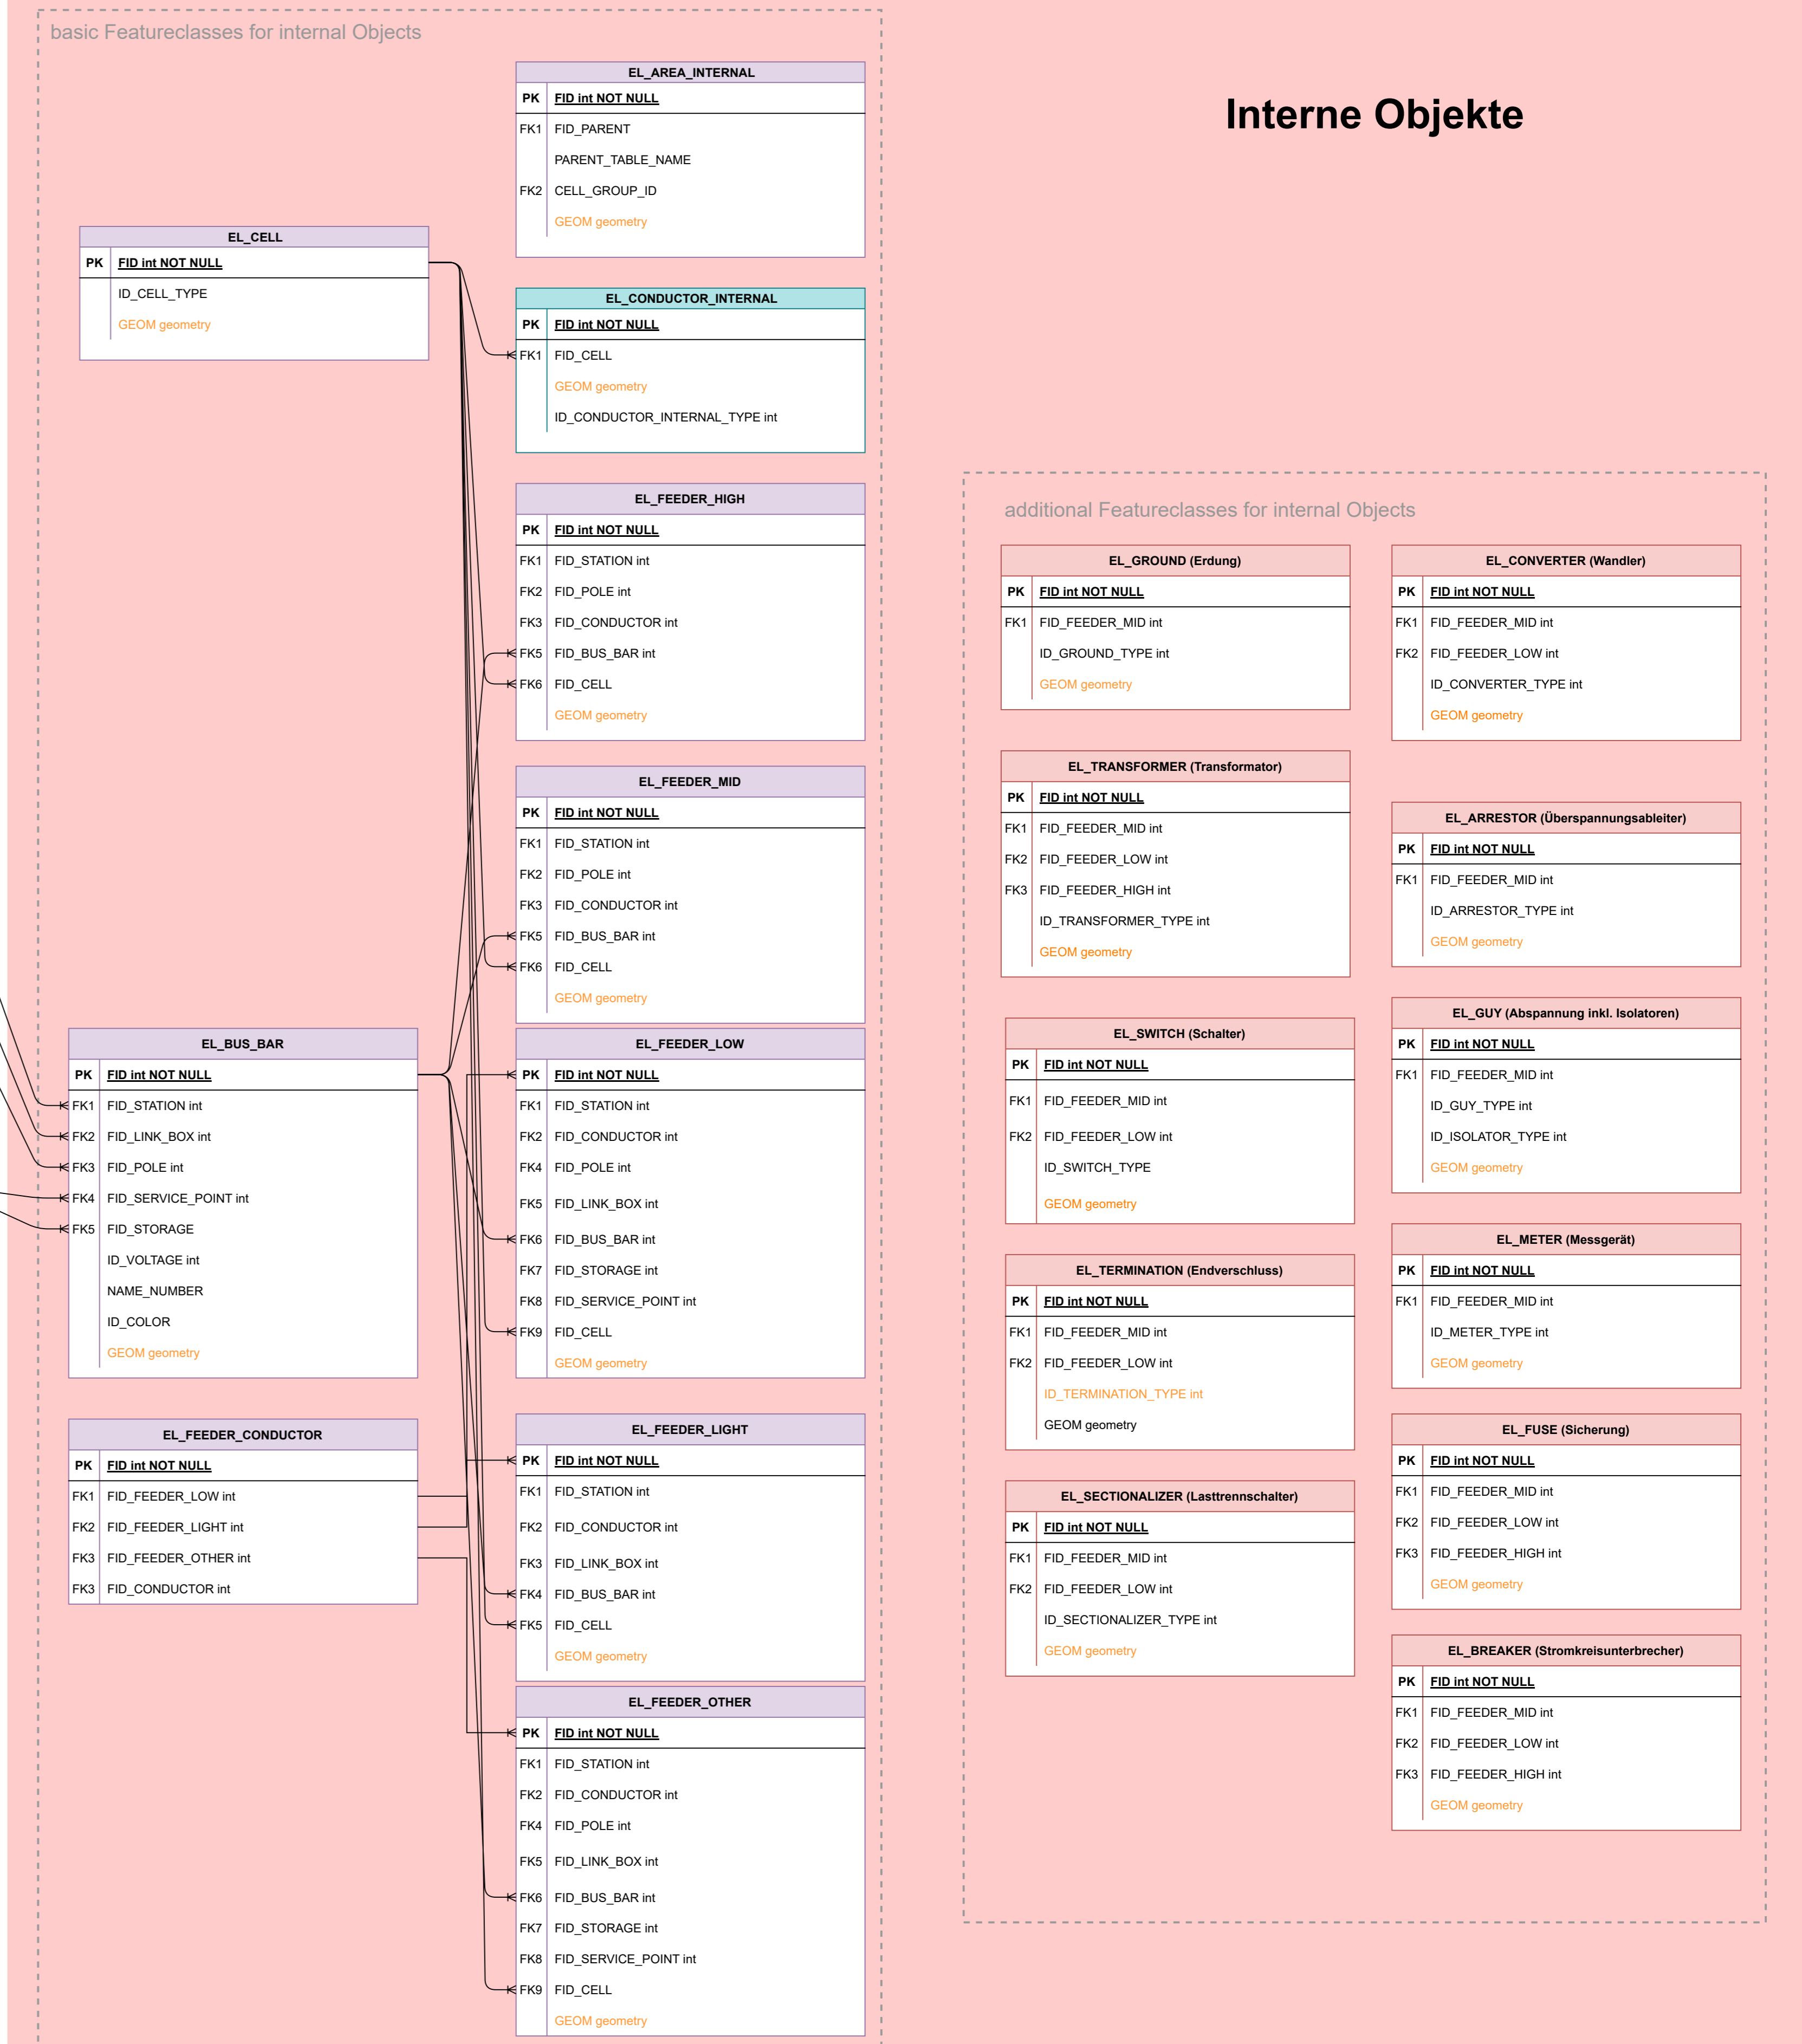 basic Featureclasses for internal Objects
Interne Objekte
EL_AREA_INTERNAL
PK FID int NOT NULL
FK1 FID_PARENT
PARENT_TABLE_NAME
FK2 CELL_GROUP_ID
GEOM geometry
EL_CELL
PK FID int NOT NULL
ID_CELL_TYPE
GEOM geometry
EL_CONDUCTOR_INTERNAL
PK FID int NOT NULL
FK1 FID_CELL
GEOM geometry
ID_CONDUCTOR_INTERNAL_TYPE int
EL_FEEDER_HIGH
PK FID int NOT NULL
FK1 FID_STATION int
FK2 FID_POLE int
FK3 FID_CONDUCTOR int
FK5 FID_BUS_BAR int
FK6 FID_CELL
GEOM geometry
EL_FEEDER_MID
PK FID int NOT NULL
FK1 FID_STATION int
FK2 FID_POLE int
FK3 FID_CONDUCTOR int
FK5 FID_BUS_BAR int
FK6 FID_CELL
GEOM geometry
EL_BUS_BAR
PK FID int NOT NULL
FK1 FID_STATION int
FK2 FID_LINK_BOX int
FK3 FID_POLE int
FK4 FID_SERVICE_POINT int
FK5 FID_STORAGE
ID_VOLTAGE int
NAME_NUMBER
ID_COLOR
GEOM geometry
EL_FEEDER_LOW
PK FID int NOT NULL
FK1 FID_STATION int
FK2 FID_CONDUCTOR int
FK4 FID_POLE int
FK5 FID_LINK_BOX int
FK6 FID_BUS_BAR int
FK7 FID_STORAGE int
FK8 FID_SERVICE_POINT int
FK9 FID_CELL
GEOM geometry
EL_FEEDER_CONDUCTOR
PK FID int NOT NULL
FK1 FID_FEEDER_LOW int
FK2 FID_FEEDER_LIGHT int
FK3 FID_FEEDER_OTHER int
FK3 FID_CONDUCTOR int
EL_FEEDER_LIGHT
PK FID int NOT NULL
FK1 FID_STATION int
FK2 FID_CONDUCTOR int
FK3 FID_LINK_BOX int
FK4 FID_BUS_BAR int
FK5 FID_CELL
GEOM geometry
EL_FEEDER_OTHER
PK FID int NOT NULL
FK1 FID_STATION int
FK2 FID_CONDUCTOR int
FK4 FID_POLE int
FK5 FID_LINK_BOX int
FK6 FID_BUS_BAR int
FK7 FID_STORAGE int
FK8 FID_SERVICE_POINT int
FK9 FID_CELL
GEOM geometry
additional Featureclasses for internal Objects
EL_GROUND (Erdung)
PK FID int NOT NULL
FK1 FID_FEEDER_MID int
ID_GROUND_TYPE int
GEOM geometry
EL_TRANSFORMER (Transformator)
PK FID int NOT NULL
FK1 FID_FEEDER_MID int
FK2 FID_FEEDER_LOW int
FK3 FID_FEEDER_HIGH int
ID_TRANSFORMER_TYPE int
GEOM geometry
EL_SWITCH (Schalter)
PK FID int NOT NULL
FK1 FID_FEEDER_MID int
FK2 FID_FEEDER_LOW int
ID_SWITCH_TYPE
GEOM geometry
EL_TERMINATION (Endverschluss)
PK FID int NOT NULL
FK1 FID_FEEDER_MID int
FK2 FID_FEEDER_LOW int
ID_TERMINATION_TYPE int
GEOM geometry
EL_SECTIONALIZER (Lasttrennschalter)
PK FID int NOT NULL
FK1 FID_FEEDER_MID int
FK2 FID_FEEDER_LOW int
ID_SECTIONALIZER_TYPE int
GEOM geometry
EL_CONVERTER (Wandler)
PK FID int NOT NULL
FK1 FID_FEEDER_MID int
FK2 FID_FEEDER_LOW int
ID_CONVERTER_TYPE int
GEOM geometry
EL_ARRESTOR (Überspannungsableiter)
PK FID int NOT NULL
FK1 FID_FEEDER_MID int
ID_ARRESTOR_TYPE int
GEOM geometry
EL_GUY (Abspannung inkl. Isolatoren)
PK FID int NOT NULL
FK1 FID_FEEDER_MID int
ID_GUY_TYPE int
ID_ISOLATOR_TYPE int
GEOM geometry
EL_METER (Messgerät)
PK FID int NOT NULL
FK1 FID_FEEDER_MID int
ID_METER_TYPE int
GEOM geometry
EL_FUSE (Sicherung)
PK FID int NOT NULL
FK1 FID_FEEDER_MID int
FK2 FID_FEEDER_LOW int
FK3 FID_FEEDER_HIGH int
GEOM geometry
EL_BREAKER (Stromkreisunterbrecher)
PK FID int NOT NULL
FK1 FID_FEEDER_MID int
FK2 FID_FEEDER_LOW int
FK3 FID_FEEDER_HIGH int
GEOM geometry